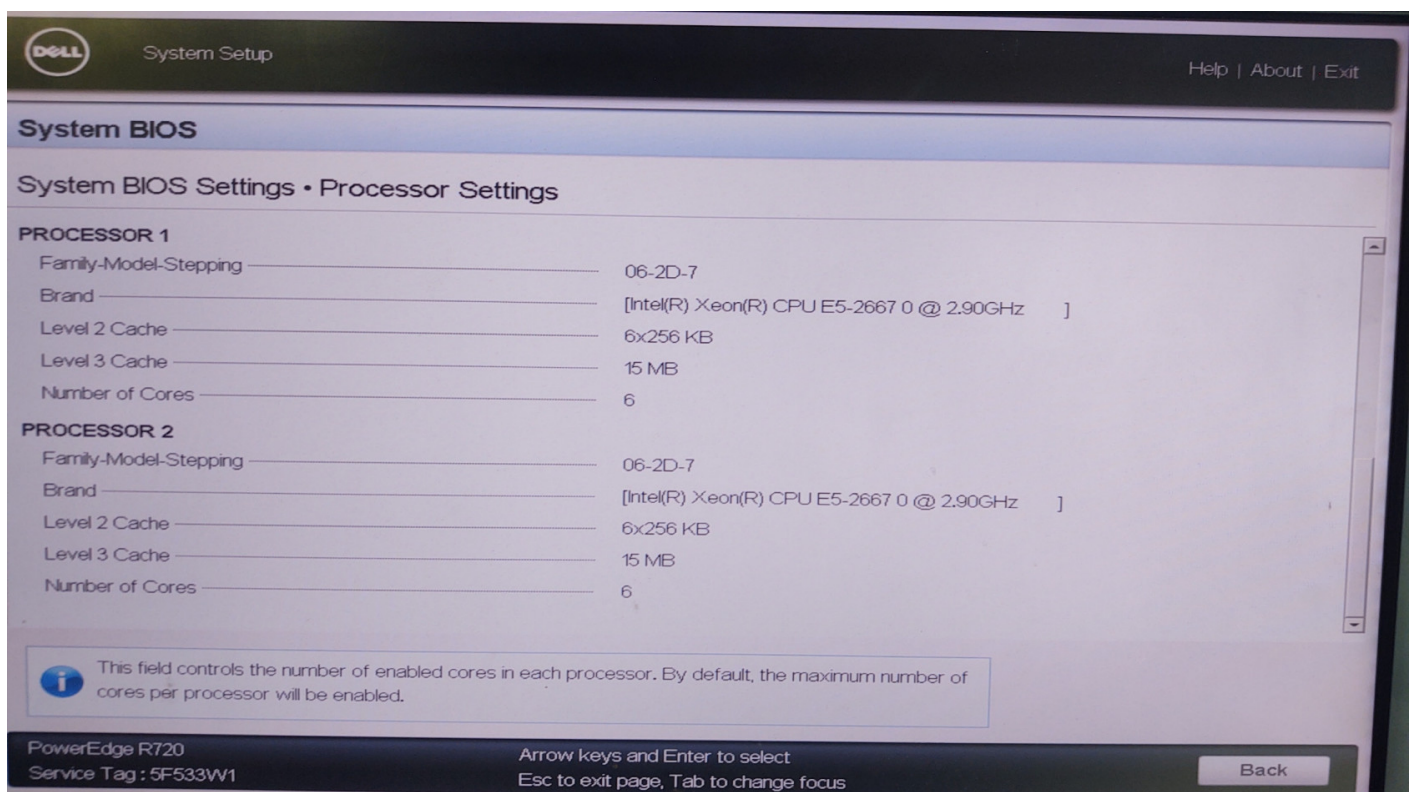 DELL
System Setup
Help | About | Exit
System BIOS
System BIOS Settings • Processor Settings
PROCESSOR 1
Family-Model-Stepping 06-2D-7
Brand [Intel(R) Xeon(R) CPU E5-2667 0 @ 2.90GHz ]
Level 2 Cache 6x256 KB
Level 3 Cache 15 MB
Number of Cores 6
PROCESSOR 2
Family-Model-Stepping 06-2D-7
Brand [Intel(R) Xeon(R) CPU E5-2667 0 @ 2.90GHz ]
Level 2 Cache 6x256 KB
Level 3 Cache 15 MB
Number of Cores 6
i
This field controls the number of enabled cores in each processor. By default, the maximum number of
cores per processor will be enabled.
PowerEdge R720
Service Tag : 5F533W1
Arrow keys and Enter to select
Esc to exit page, Tab to change focus
Back